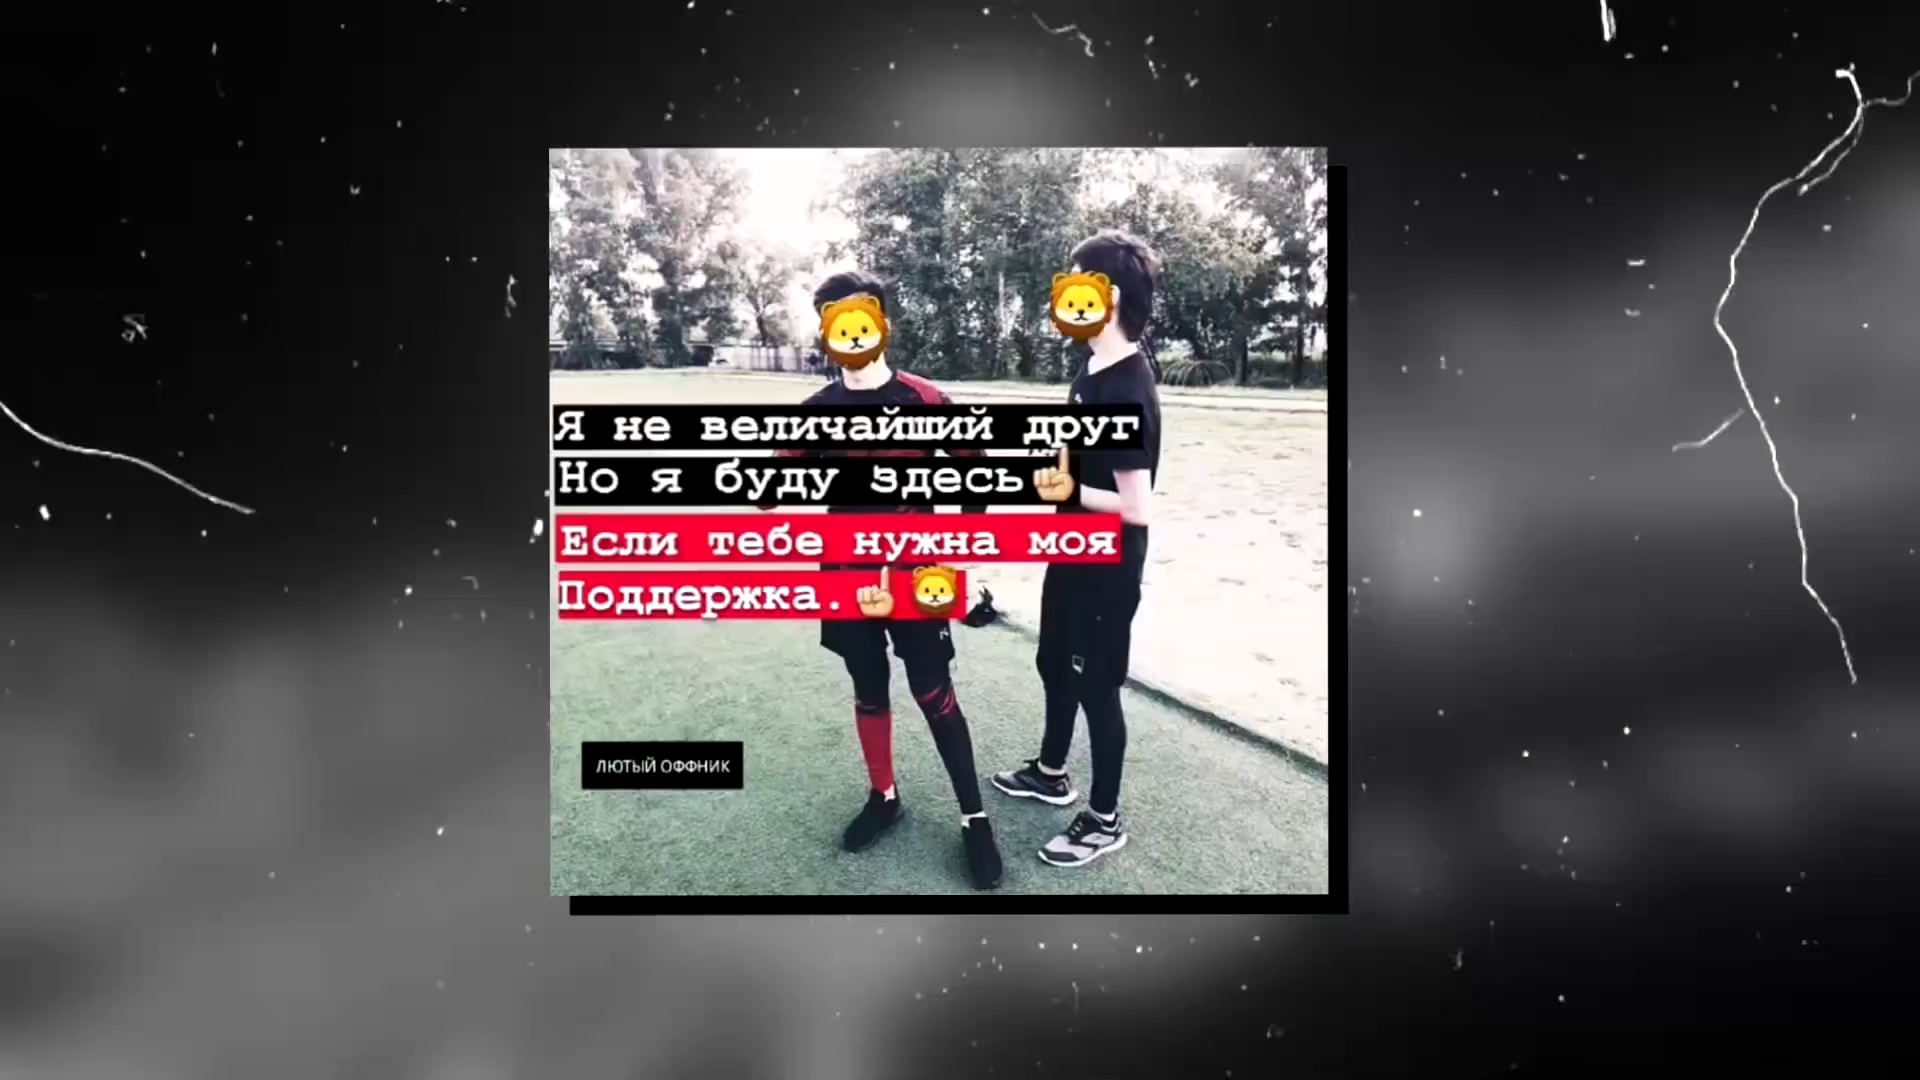 Я не величайший друг
Но я буду здесь☝🏼
Если тебе нужна моя
Поддержка.☝🏼🦁
ЛЮТЫЙ ОФФНИК